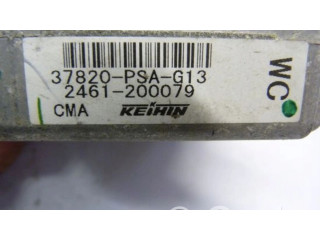 37820-PSA-G13
2461-200079
CMA KEIHIN
WC